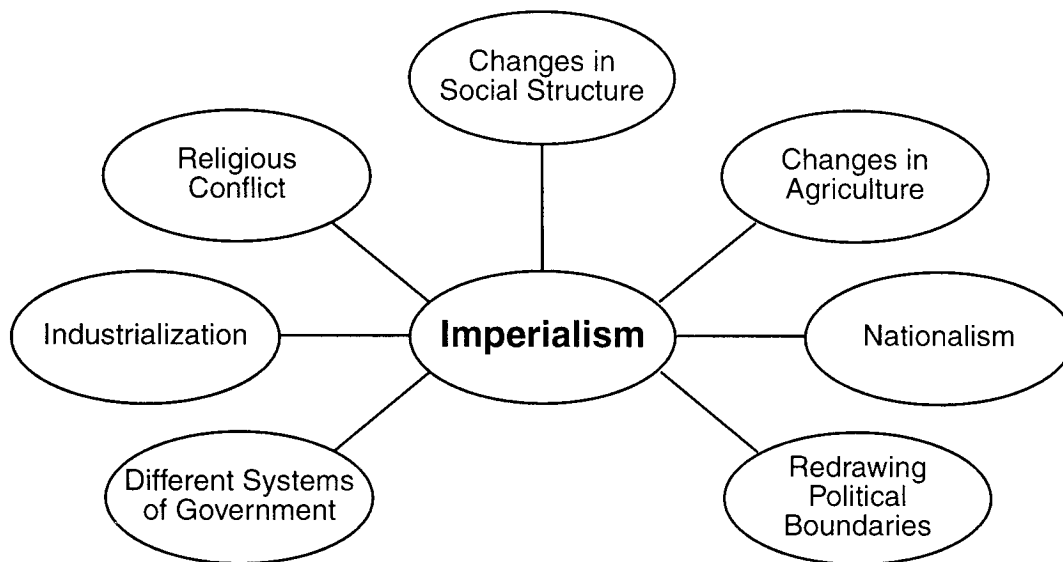 Changes in
Social Structure
Religious
Conflict
Changes in
Agriculture
Industrialization
Imperialism
Nationalism
Different Systems
of Government
Redrawing
Political
Boundaries